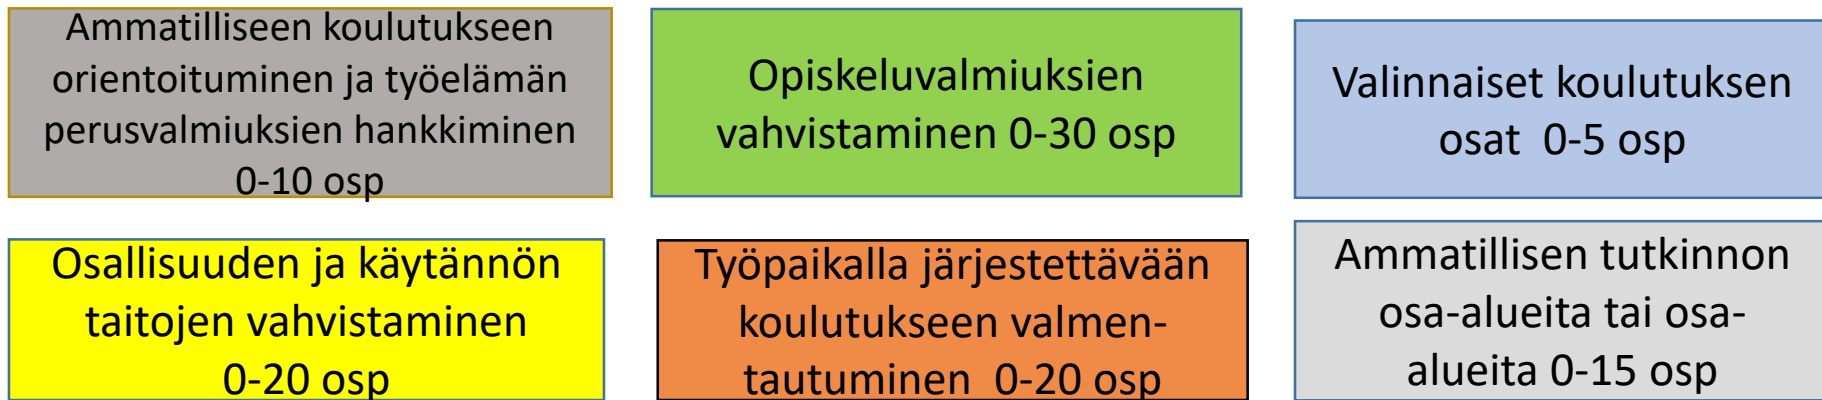 Ammatilliseen koulutukseen
orientoituminen ja työelämän
perusvalmiuksien hankkiminen
0-10 osp
Opiskeluvalmiuksien
vahvistaminen 0-30 osp
Valinnaiset koulutuksen
osat 0-5 osp
Osallisuuden ja käytännön
taitojen vahvistaminen
0-20 osp
Työpaikalla järjestettävään
koulutukseen valmen-
tautuminen 0-20 osp
Ammatillisen tutkinnon
osa-alueita tai osa-
alueita 0-15 osp